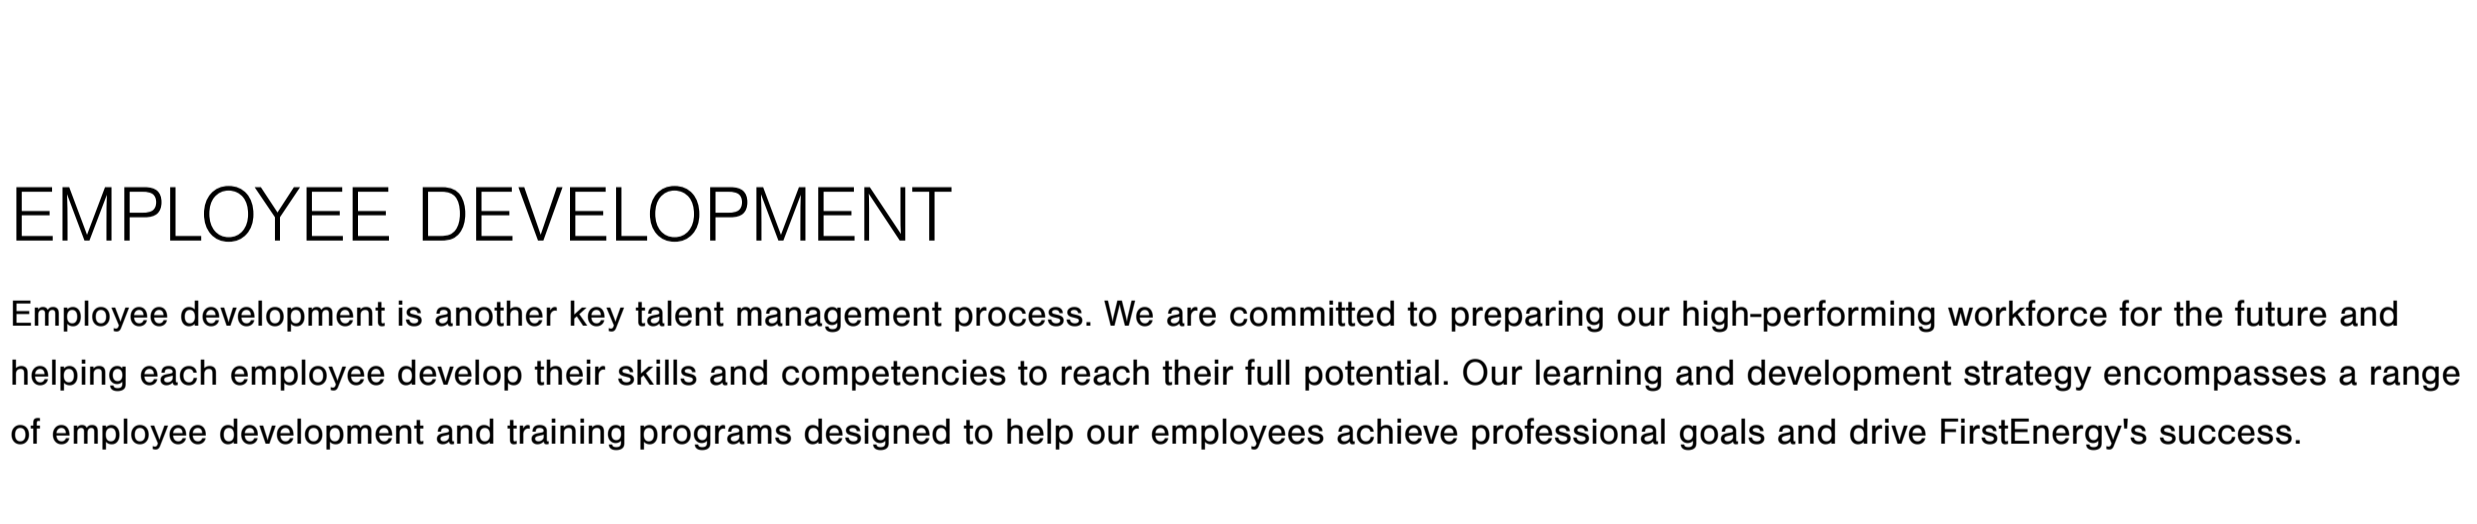 EMPLOYEE DEVELOPMENT
Employee development is another key talent management process. We are committed to preparing our high-performing workforce for the future and
helping each employee develop their skills and competencies to reach their full potential. Our learning and development strategy encompasses a range
of employee development and training programs designed to help our employees achieve professional goals and drive FirstEnergy's success.